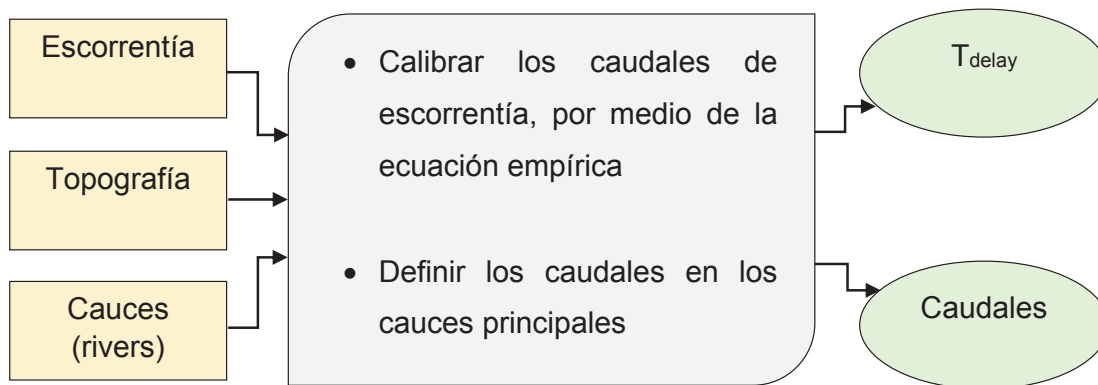 Escorrentía
Topografía
Cauces
(rivers)
• Calibrar los caudales de
escorrentía, por medio de la
ecuación empírica
• Definir los caudales en los
cauces principales
Tdelay
Caudales